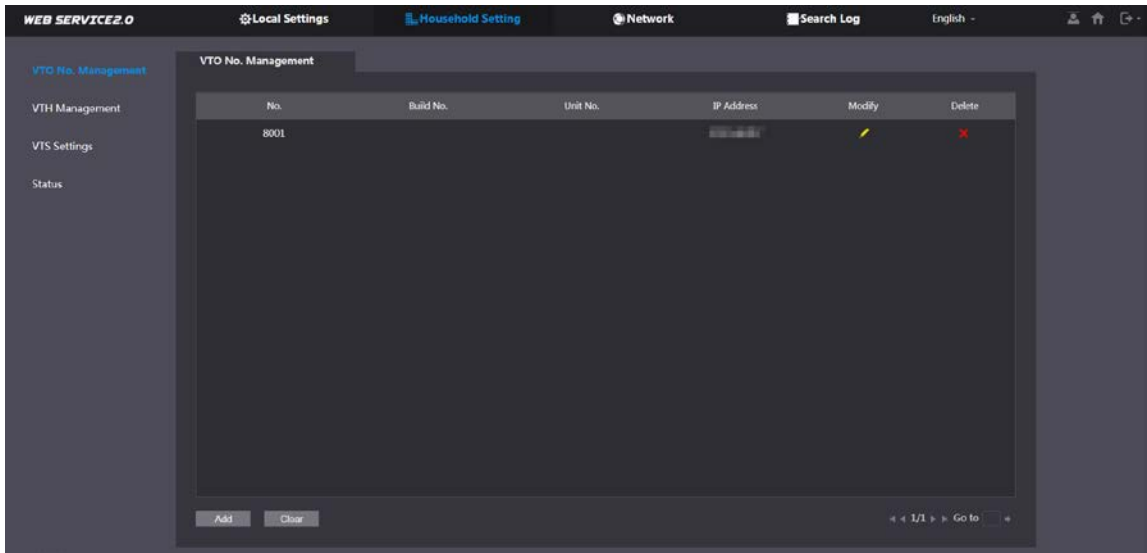 WEB SERVICE2.0 Local Settings Household Setting Network Search Log English
VTO No. Management
VTH Management
VTS Settings
Status
VTO No. Management
No. Build No. Unit No. IP Address Modify Delete
8001
Add Clear 1/1 Go to